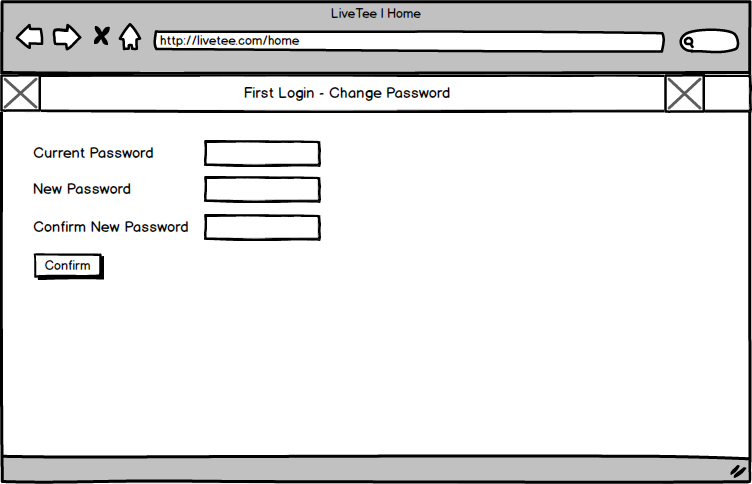 LiveTee | Home
http://livetee.com/home
First Login - Change Password
Current Password
New Password
Confirm New Password
Confirm